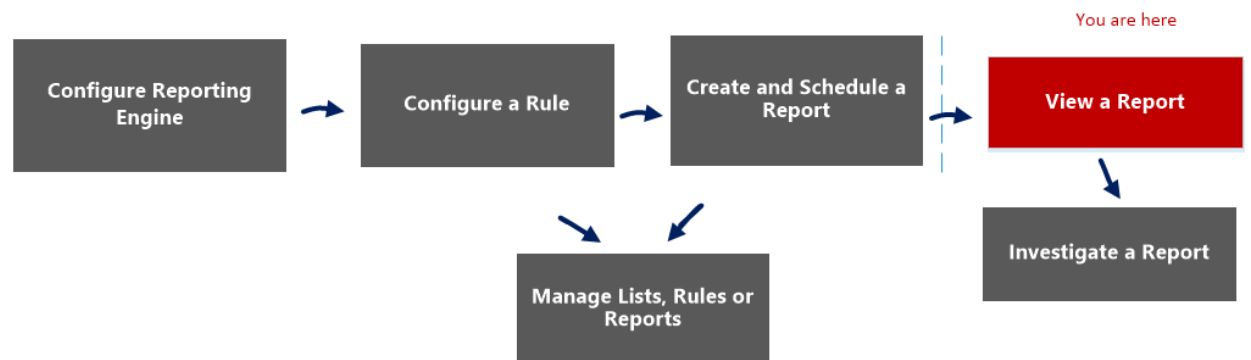 You are here
Configure Reporting
Engine
Configure a Rule
Create and Schedule a
Report
View a Report
Manage Lists, Rules or
Reports
Investigate a Report